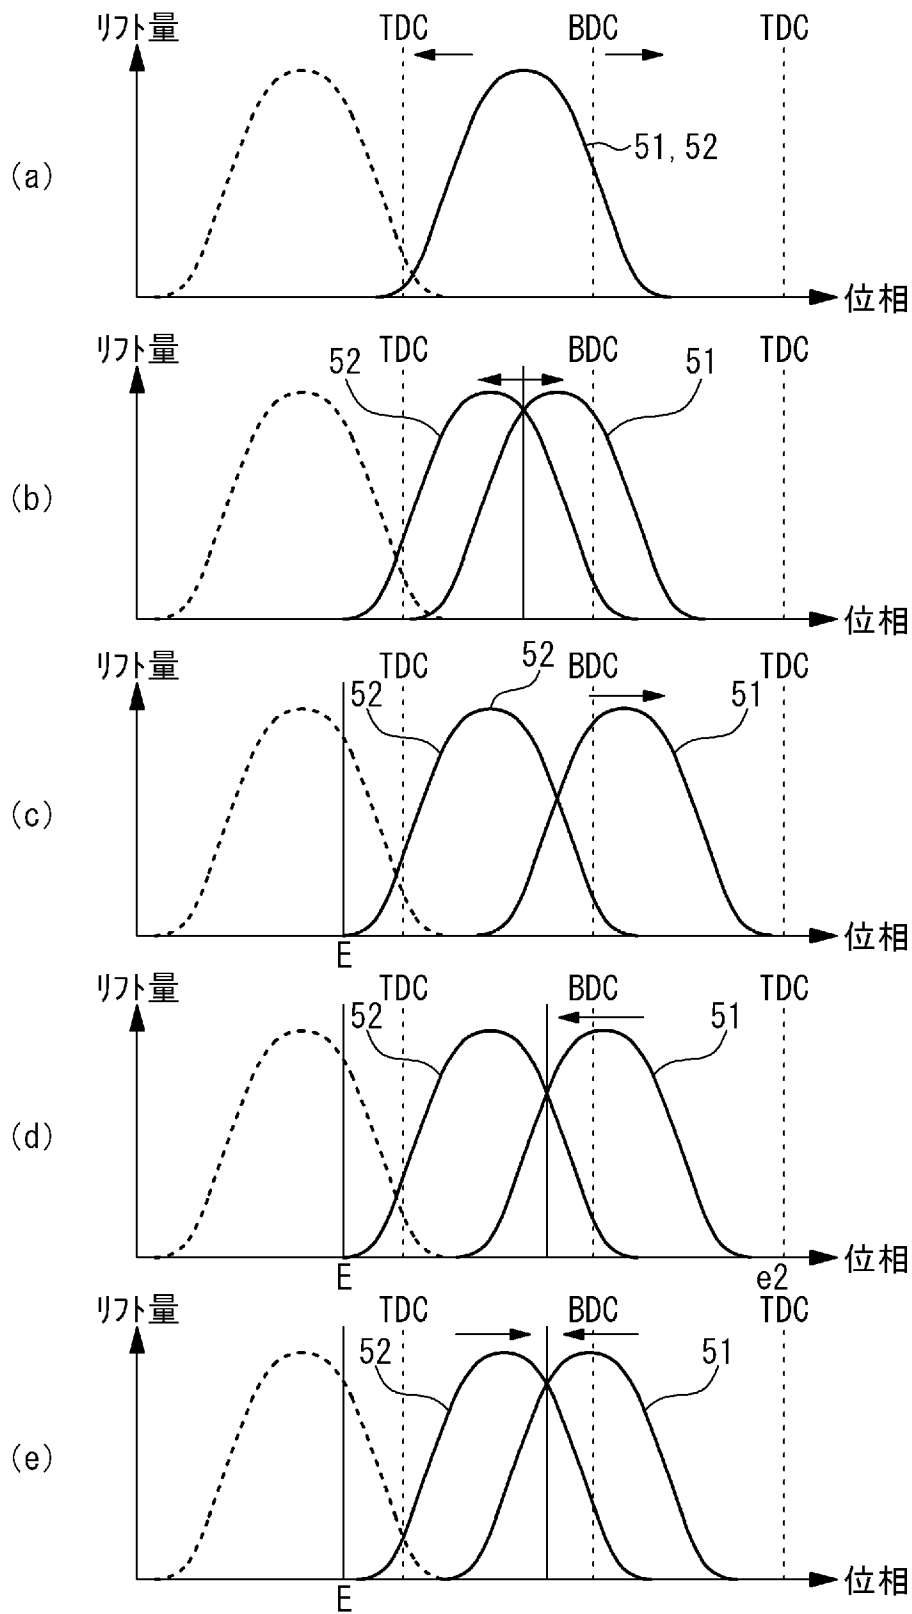 リフト量 TDC BDC TDC
51, 52
(a)
位相
リフト量 52 TDC BDC 51 TDC
(b)
位相
リフト量 TDC 52 BDC TDC
52 51
(c)
位相
E
リフト量 TDC BDC TDC
52 51
(d)
位相
E e2
リフト量 TDC BDC TDC
52 51
(e)
位相
E